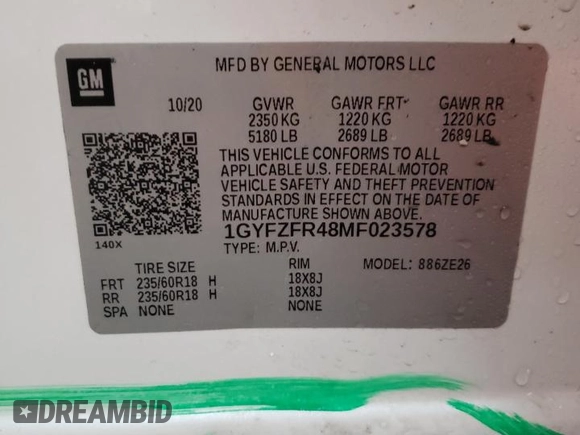 GM
MFD BY GENERAL MOTORS LLC
10/20 GVWR GAWR FRT GAWR RR
2350 KG 1220 KG 1220 KG
5180 LB 2689 LB 2689 LB
THIS VEHICLE CONFORMS TO ALL
APPLICABLE U.S. FEDERAL MOTOR
VEHICLE SAFETY AND THEFT PREVENTION
STANDARDS IN EFFECT ON THE DATE OF
MANUFACTURE SHOWN ABOVE.
1GYFZFR48MF023578
140X
TYPE: M.P.V.
TIRE SIZE RIM MODEL: 886ZE26
FRT 235/60R18 H 18X8J
RR 235/60R18 H 18X8J
SPA NONE NONE
DREAMBID